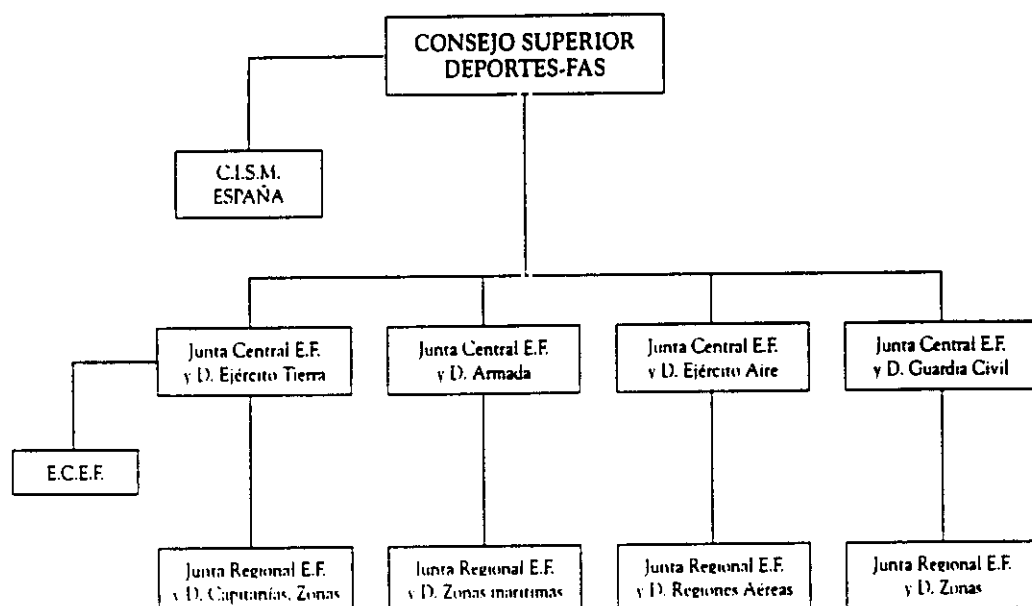 CONSEJO SUPERIOR
DEPORTES-FAS
C.I.S.M.
ESPAÑA
Junta Central E.F.
y D. Ejército Tierra
Junta Central E.F.
y D. Armada
Junta Central E.F.
y D. Ejército Aire
Junta Central E.F.
y D. Guardia Civil
E.C.E.F.
Junta Regional E.F.
y D. Capitanías, Zonas
Junta Regional E.F.
y D. Zonas marítimas
Junta Regional E.F.
y D. Regiones Aéreas
Junta Regional E.F.
y D. Zonas